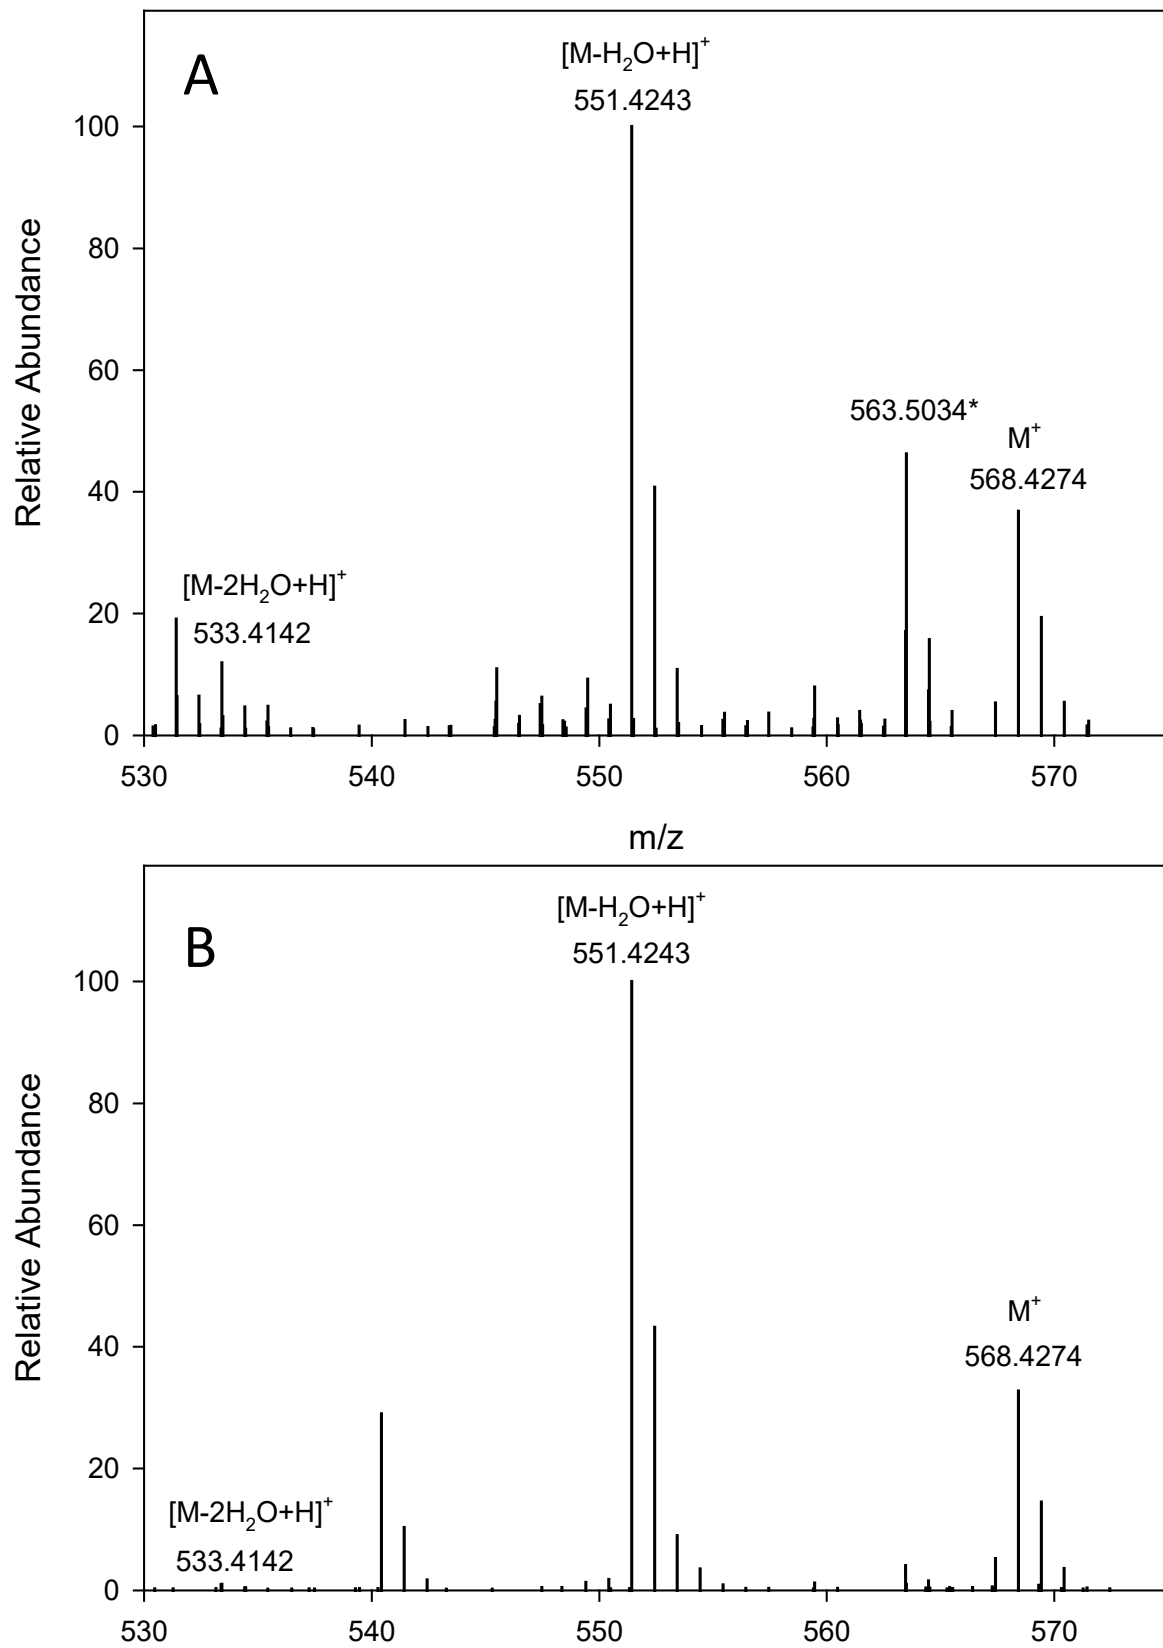 A
[M-H₂O+H]⁺
551.4243
563.5034*
M⁺
568.4274
[M-2H₂O+H]⁺
533.4142
Relative Abundance
100
80
60
40
20
0
530 540 550 560 570
m/z
B
[M-H₂O+H]⁺
551.4243
M⁺
568.4274
[M-2H₂O+H]⁺
533.4142
Relative Abundance
100
80
60
40
20
0
530 540 550 560 570